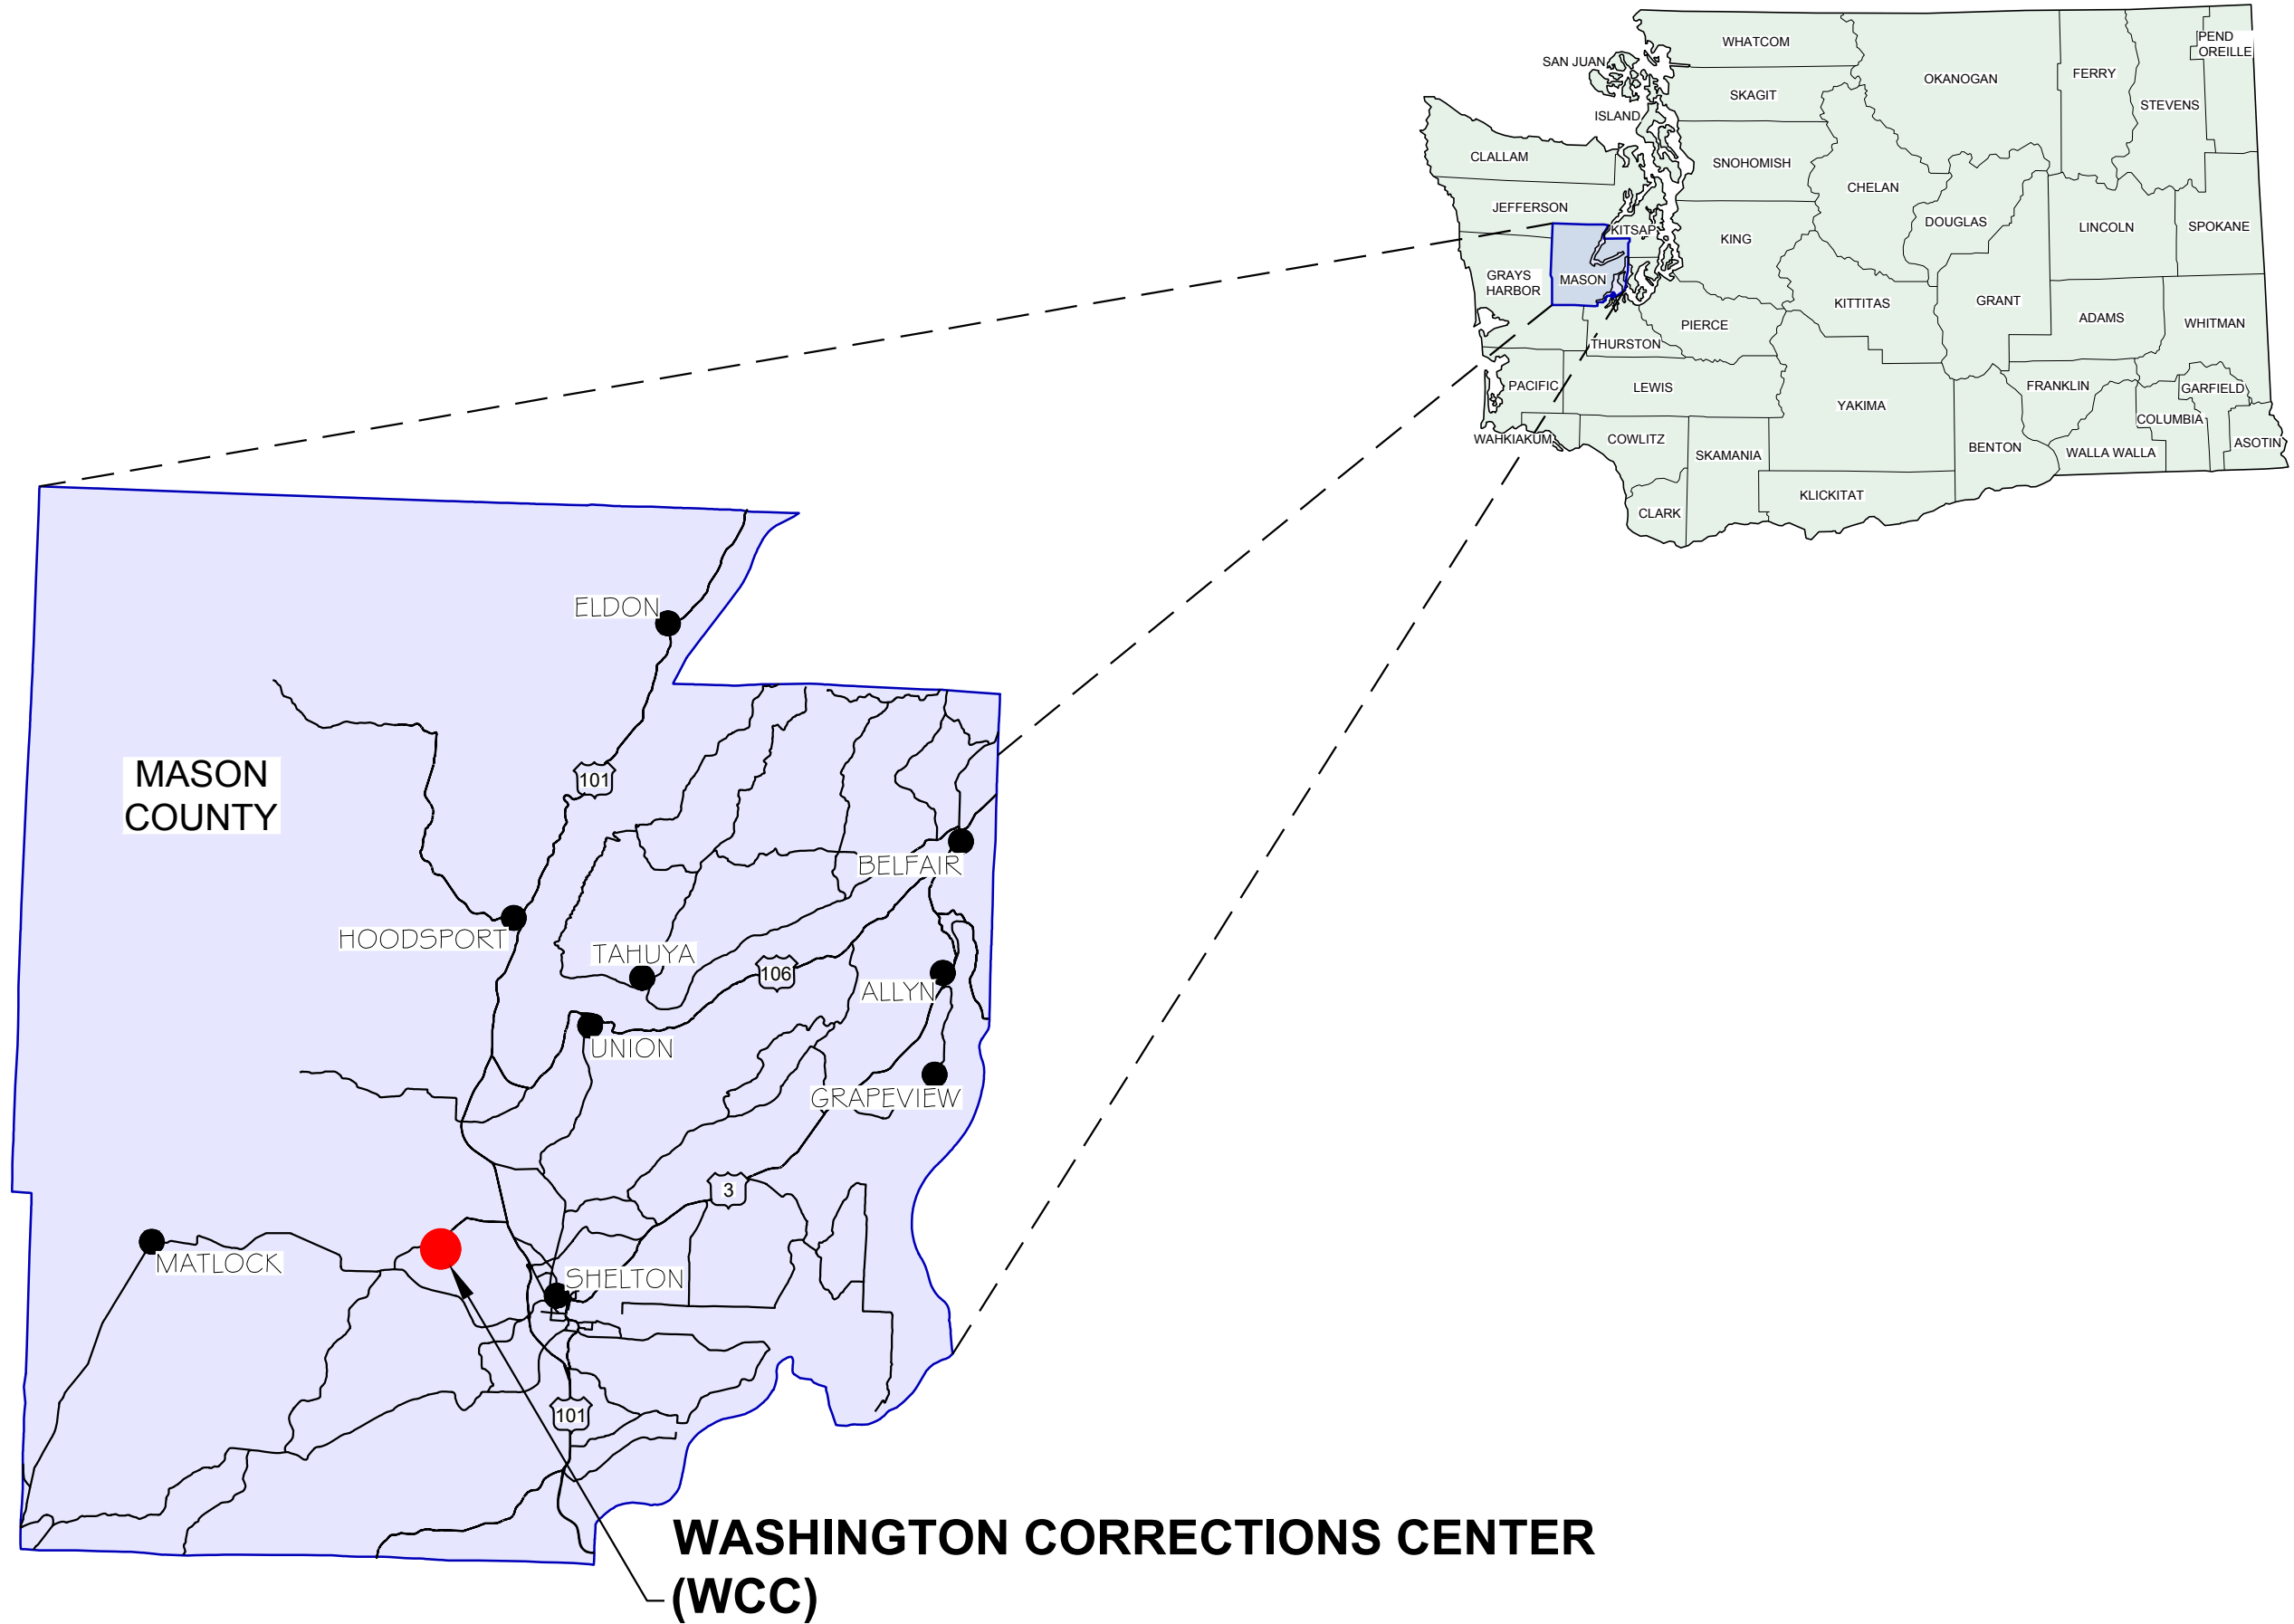 WHATCOM
PEND
OREILLE
SAN JUAN
OKANOGAN
FERRY
SKAGIT
STEVENS
ISLAND
CLALLAM
SNOHOMISH
CHELAN
JEFFERSON
DOUGLAS
LINCOLN
SPOKANE
KITSAP
KING
GRAYS
HARBOR
MASON
KITTITAS
GRANT
ADAMS
WHITMAN
PIERCE
THURSTON
PACIFIC
LEWIS
FRANKLIN
GARFIELD
YAKIMA
COLUMBIA
WAHKIAKUM
COWLITZ
SKAMANIA
BENTON
WALLA WALLA
ASOTIN
KLICKITAT
CLARK
ELDON
MASON
COUNTY
101
BELFAIR
HOODSPORT
TAHUYA
106
ALLYN
UNION
GRAPEVIEW
3
MATLOCK
SHELTON
101
WASHINGTON CORRECTIONS CENTER
(WCC)